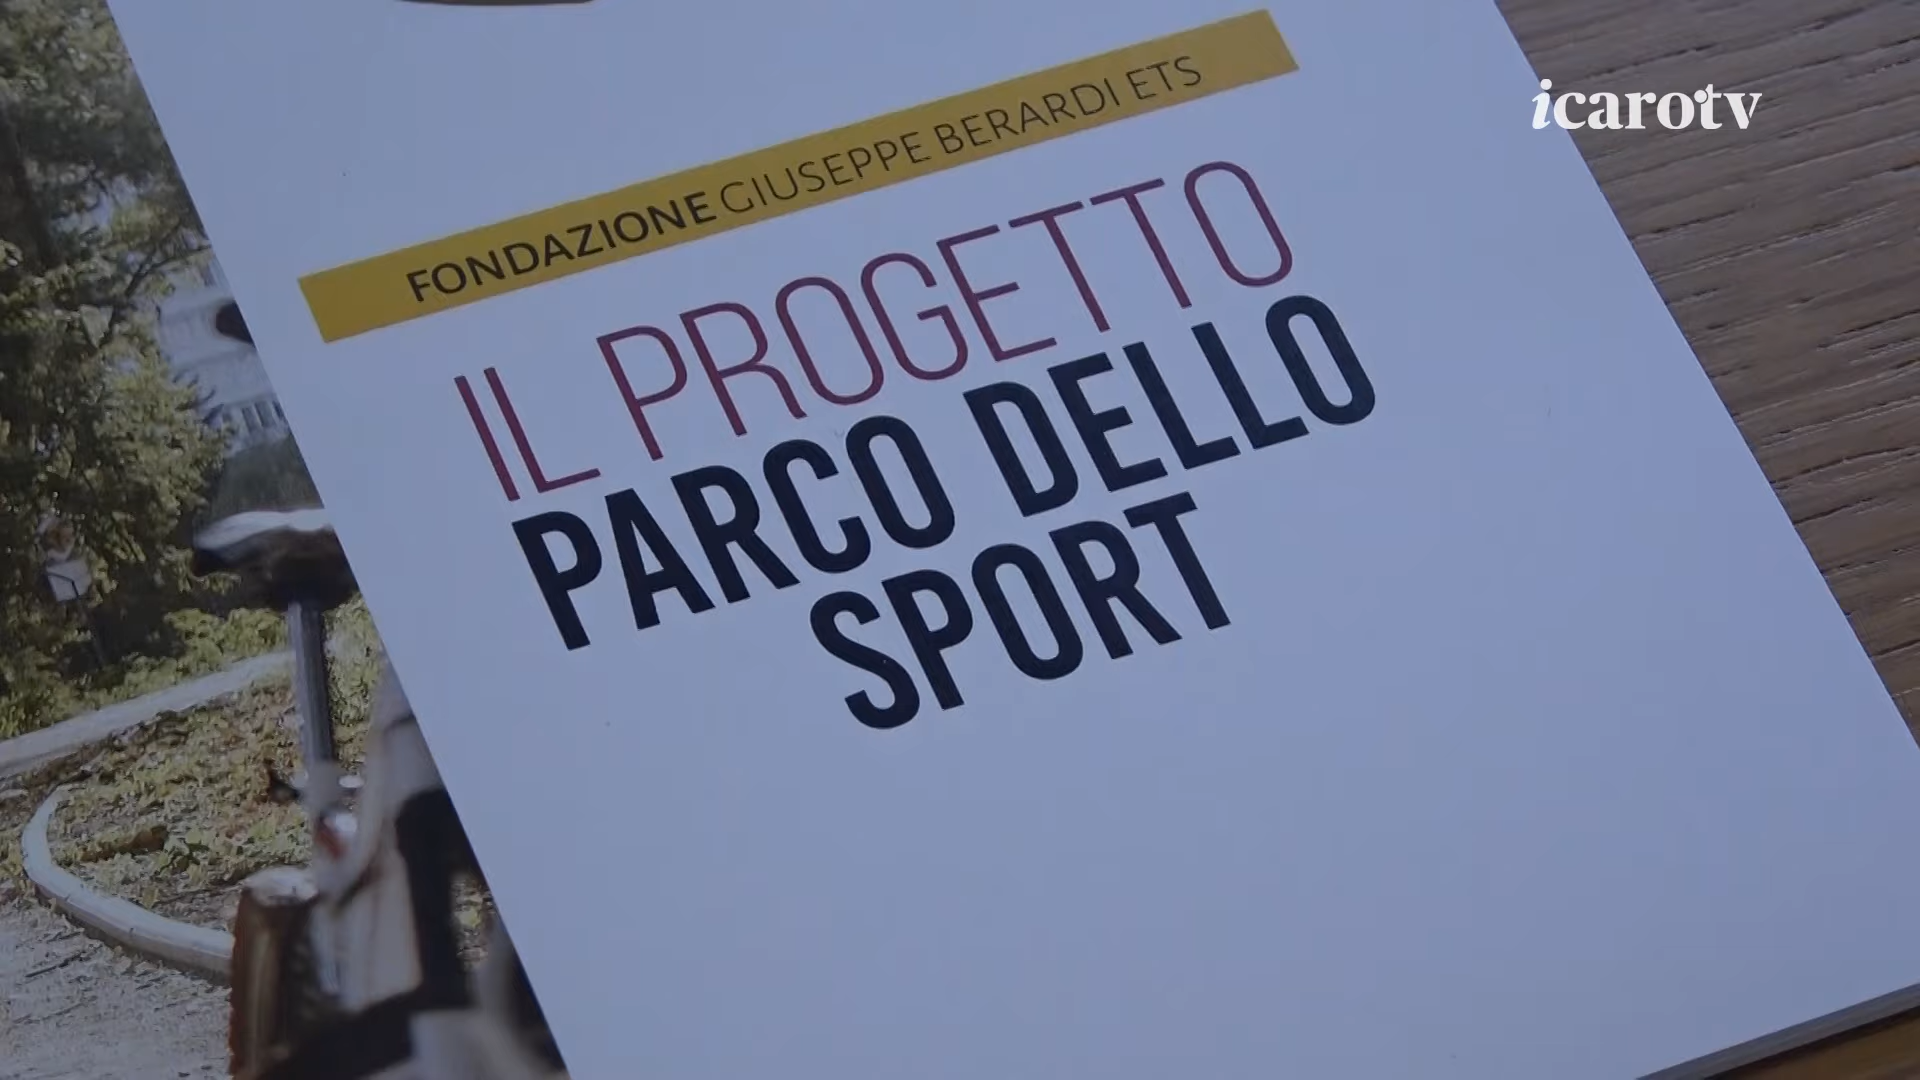 icarotv
FONDAZIONE GIUSEPPE BERARDI ETS
IL PROGETTO
PARCO DELLO
SPORT